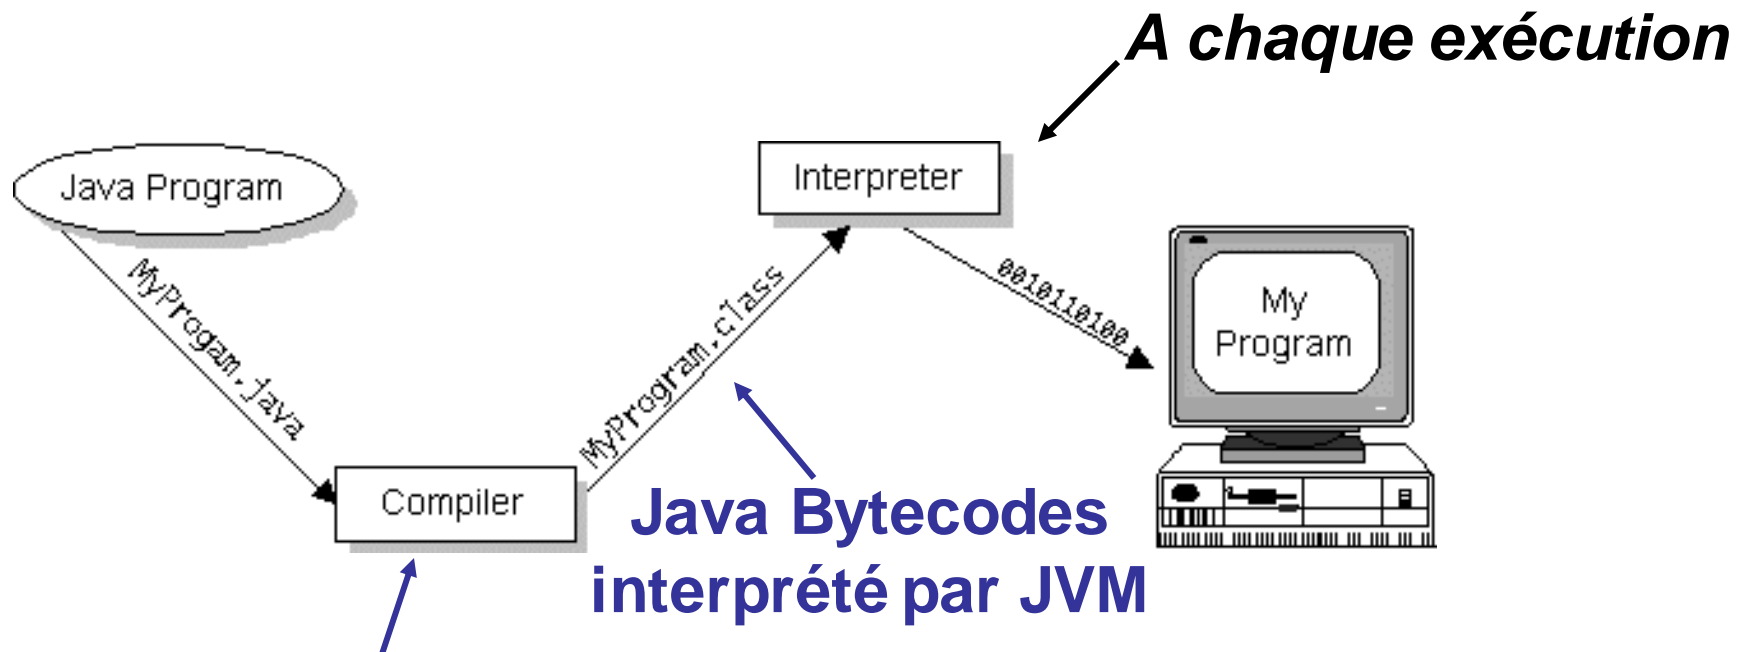 A chaque exécution
Java Program
Interpreter
MyProgam.java
MyProgram.class
0010110100
My
Program
Compiler
Java Bytecodes
interprété par JVM